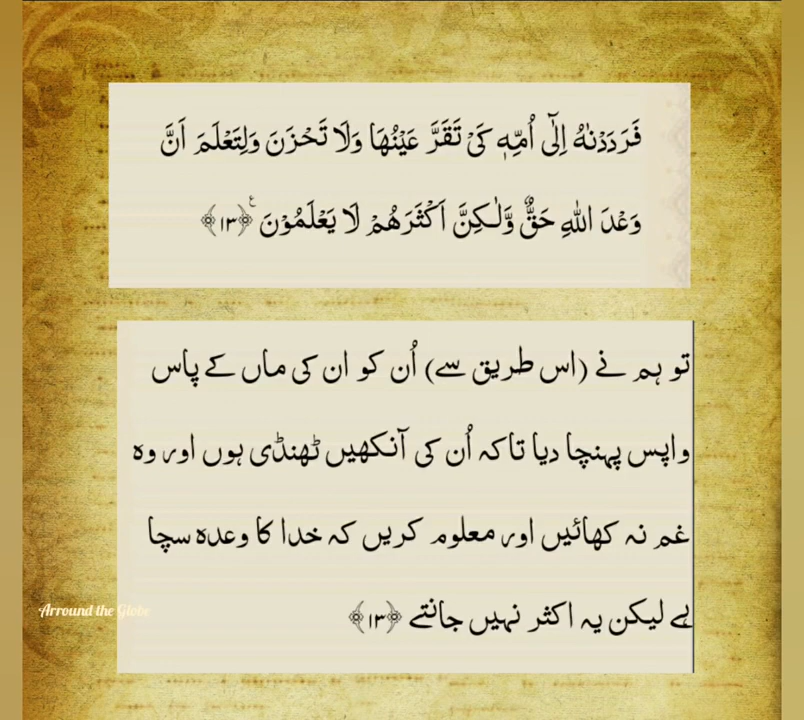 فَرَدَدْنٰهُ اِلٰٓى اُمِّهٖ كَىْ تَقَرَّ عَيْنُهَا وَلَا تَحْزَنَ وَلِتَعْلَمَ اَنَّ
وَعْدَ اللّٰهِ حَقٌّ وَّلٰـكِنَّ اَكْثَرَهُمْ لَا يَعْلَمُوْنَ ﴿۱۳﴾
تو ہم نے (اس طریق سے) اُن کو ان کی ماں کے پاس
واپس پہنچا دیا تاکہ اُن کی آنکھیں ٹھنڈی ہوں اور وہ
غم نہ کھائیں اور معلوم کریں کہ خدا کا وعدہ سچا
ہے لیکن یہ اکثر نہیں جانتے ﴿۱۳﴾
Arround the Globe